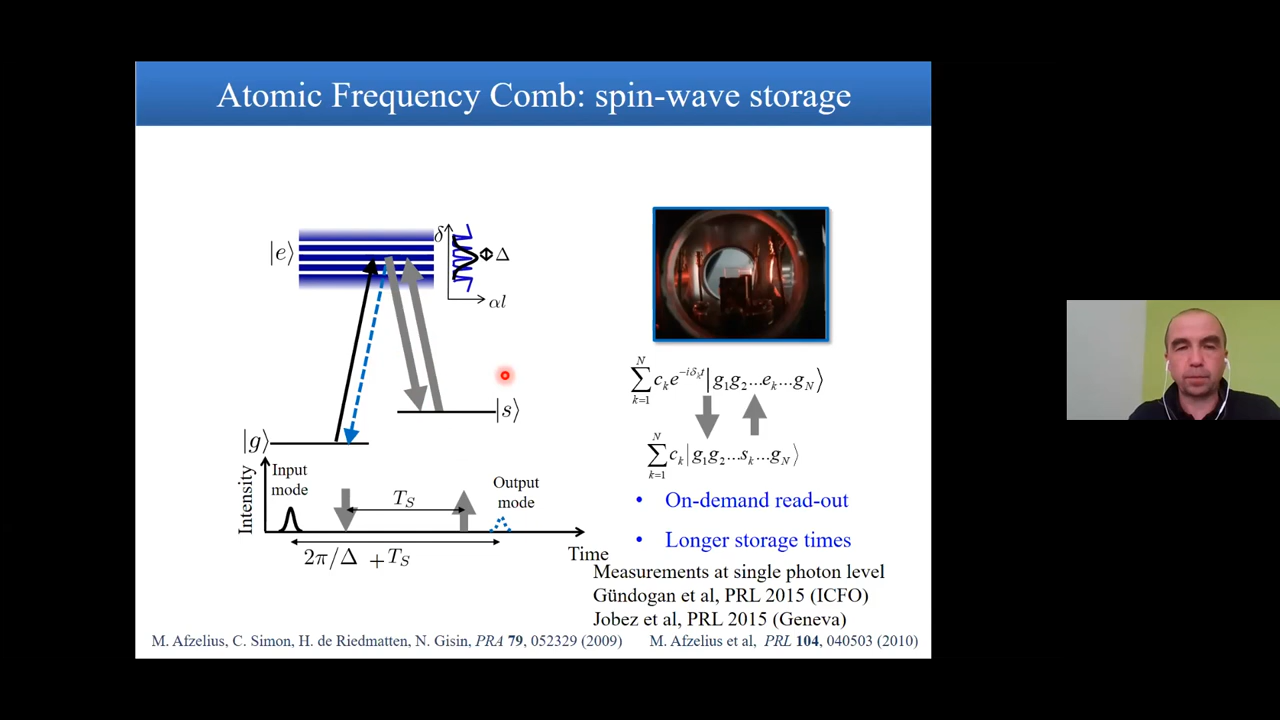 Atomic Frequency Comb: spin-wave storage
|e⟩
δ
Δ
αl
|s⟩
|g⟩
Intensity
Input
mode
T_S
Output
mode
Time
2π/Δ + T_S
∑_{k=1}^{N} c_k e^{-iδ_k t} |g_1 g_2 ... e_k ... g_N⟩
∑_{k=1}^{N} c_k |g_1 g_2 ... s_k ... g_N⟩
• On-demand read-out
• Longer storage times
Measurements at single photon level
Gündogan et al, PRL 2015 (ICFO)
Jobez et al, PRL 2015 (Geneva)
M. Afzelius, C. Simon, H. de Riedmatten, N. Gisin, PRA 79, 052329 (2009)
M. Afzelius et al, PRL 104, 040503 (2010)